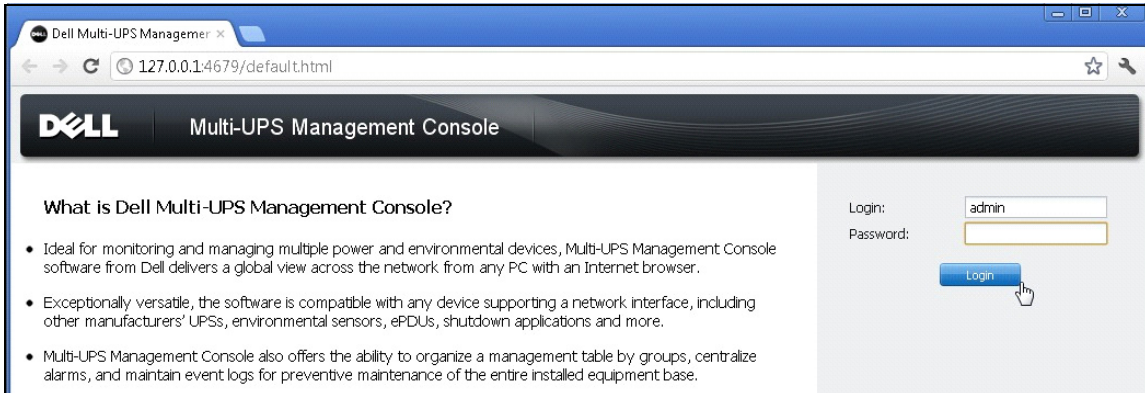 Dell Multi-UPS Managemer
127.0.0.1:4679/default.html
DELL
Multi-UPS Management Console
What is Dell Multi-UPS Management Console?
• Ideal for monitoring and managing multiple power and environmental devices, Multi-UPS Management Console
software from Dell delivers a global view across the network from any PC with an Internet browser.
• Exceptionally versatile, the software is compatible with any device supporting a network interface, including
other manufacturers' UPSs, environmental sensors, ePDUs, shutdown applications and more.
• Multi-UPS Management Console also offers the ability to organize a management table by groups, centralize
alarms, and maintain event logs for preventive maintenance of the entire installed equipment base.
Login: admin
Password:
Login